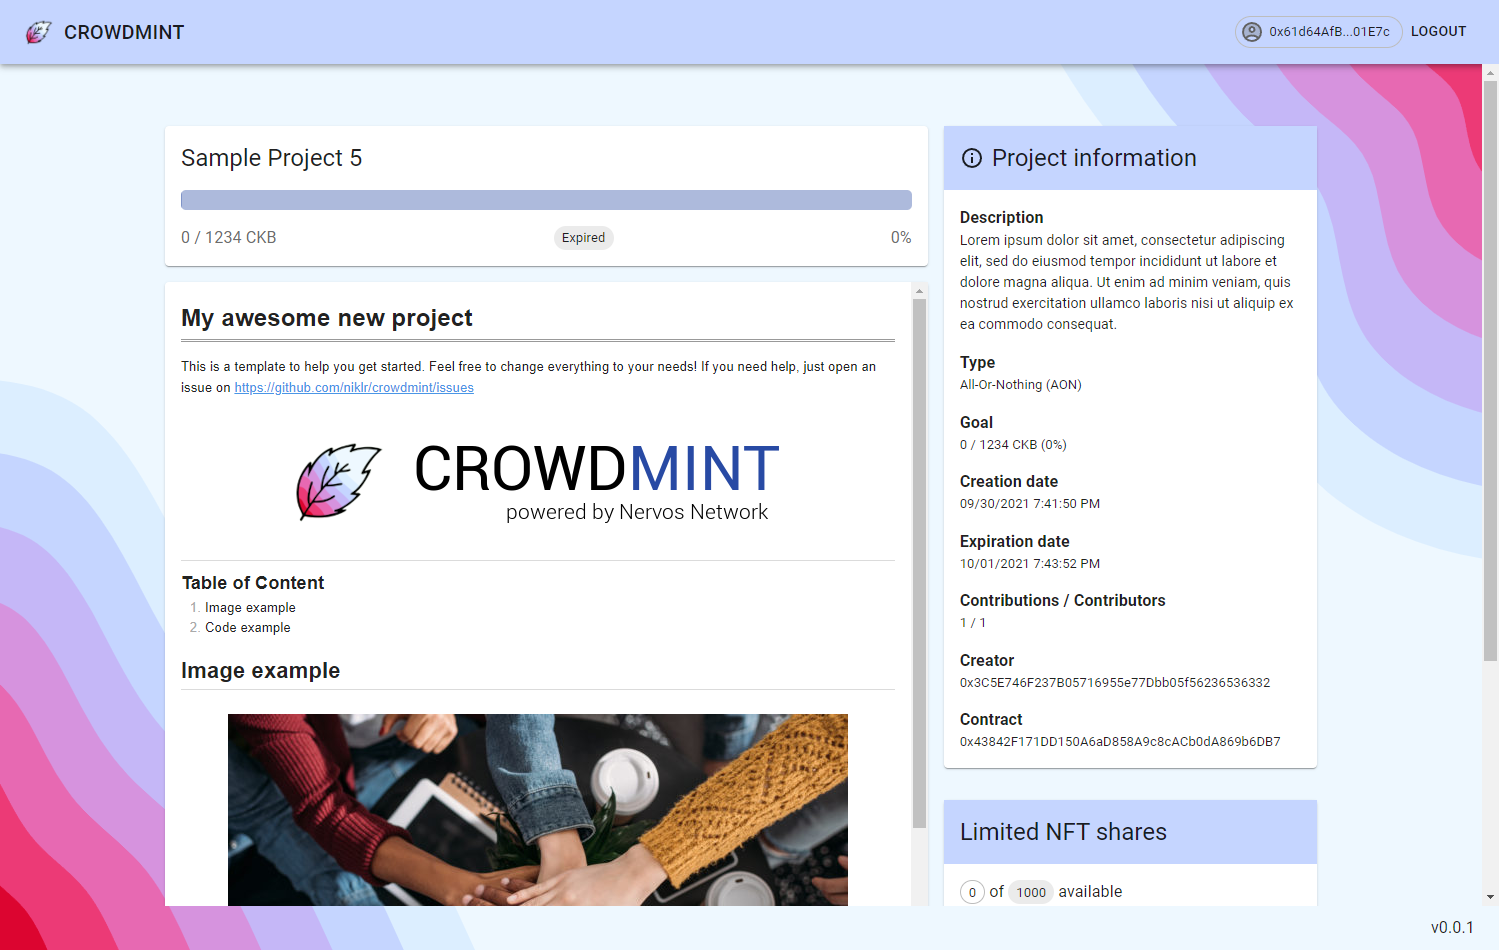 CROWDMINT
0x61d64AfB...01E7c
LOGOUT
Sample Project 5
0 / 1234 CKB
Expired
0%
My awesome new project
This is a template to help you get started. Feel free to change everything to your needs! If you need help, just open an
issue on https://github.com/niklr/crowdmint/issues
CROWDMINT
powered by Nervos Network
Table of Content
1. Image example
2. Code example
Image example
Project information
Description
Lorem ipsum dolor sit amet, consectetur adipiscing
elit, sed do eiusmod tempor incididunt ut labore et
dolore magna aliqua. Ut enim ad minim veniam, quis
nostrud exercitation ullamco laboris nisi ut aliquip ex
ea commodo consequat.
Type
All-Or-Nothing (AON)
Goal
0 / 1234 CKB (0%)
Creation date
09/30/2021 7:41:50 PM
Expiration date
10/01/2021 7:43:52 PM
Contributions / Contributors
1 / 1
Creator
0x3C5E746F237B05716955e77Dbb05f56236536332
Contract
0x43842F171DD150A6aD858A9c8cACb0dA869b6DB7
Limited NFT shares
0 of 1000 available
v0.0.1